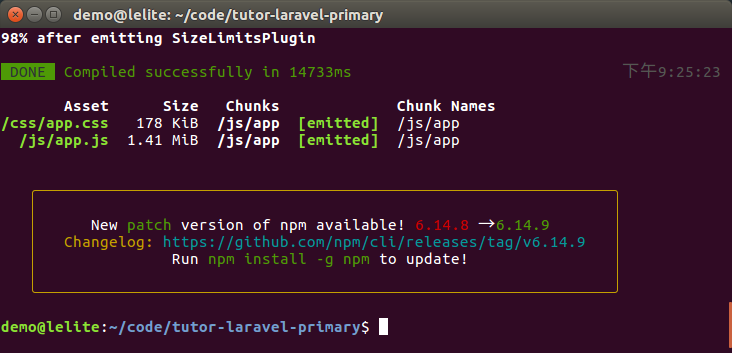 demo@lelite: ~/code/tutor-laravel-primary
98% after emitting SizeLimitsPlugin
DONE Compiled successfully in 14733ms 下午9:25:23
Asset Size Chunks Chunk Names
/css/app.css 178 KiB /js/app [emitted] /js/app
/js/app.js 1.41 MiB /js/app [emitted] /js/app
New patch version of npm available! 6.14.8 → 6.14.9
Changelog: https://github.com/npm/cli/releases/tag/v6.14.9
Run npm install -g npm to update!
demo@lelite:~/code/tutor-laravel-primary$